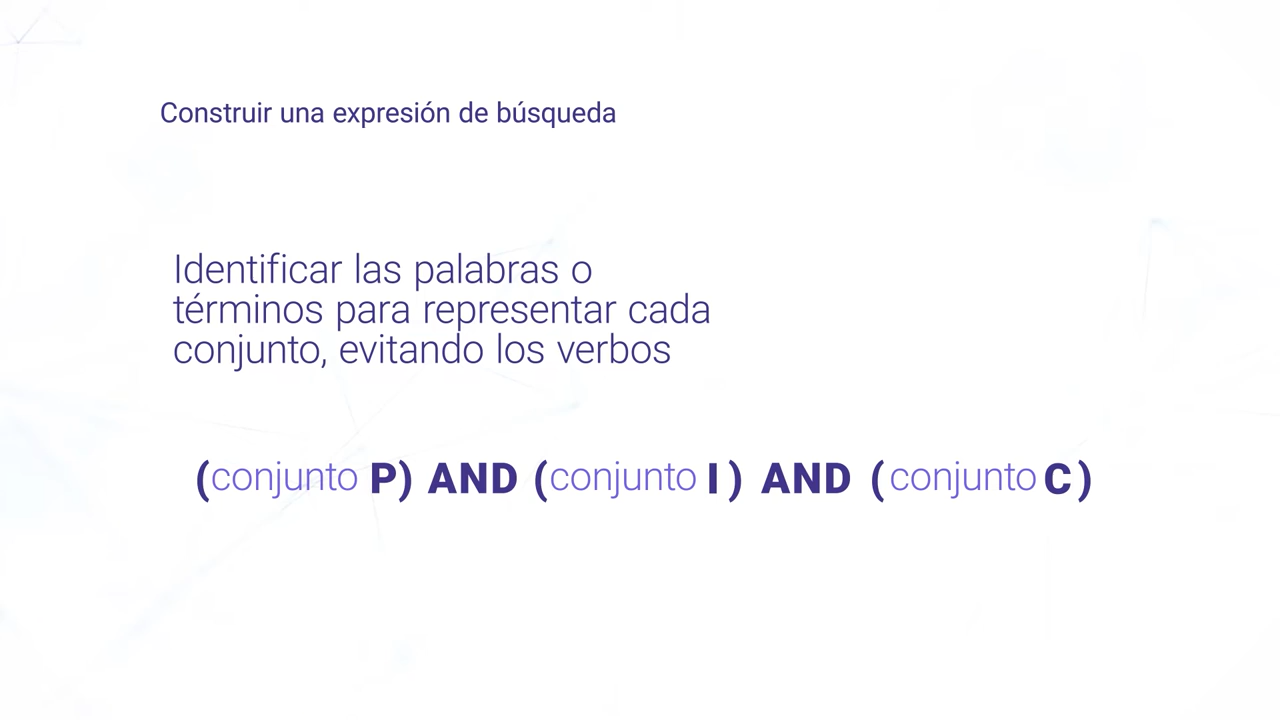 Construir una expresión de búsqueda
Identificar las palabras o
términos para representar cada
conjunto, evitando los verbos
(conjunto P) AND (conjunto I) AND (conjunto C)